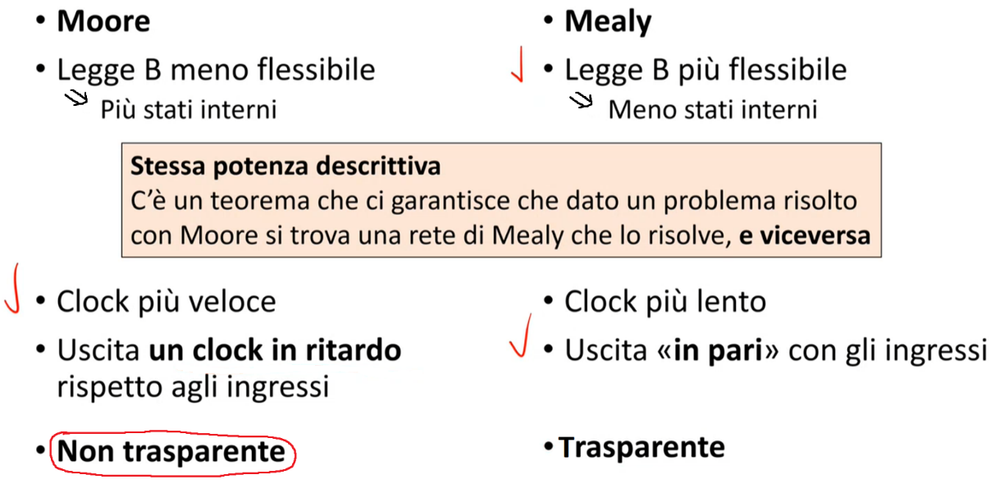 • Moore
• Legge B meno flessibile
Più stati interni
• Mealy
• Legge B più flessibile
Meno stati interni
Stessa potenza descrittiva
C'è un teorema che ci garantisce che dato un problema risolto
con Moore si trova una rete di Mealy che lo risolve, e viceversa
• Clock più veloce
• Uscita un clock in ritardo
rispetto agli ingressi
• Non trasparente
• Clock più lento
• Uscita «in pari» con gli ingressi
• Trasparente